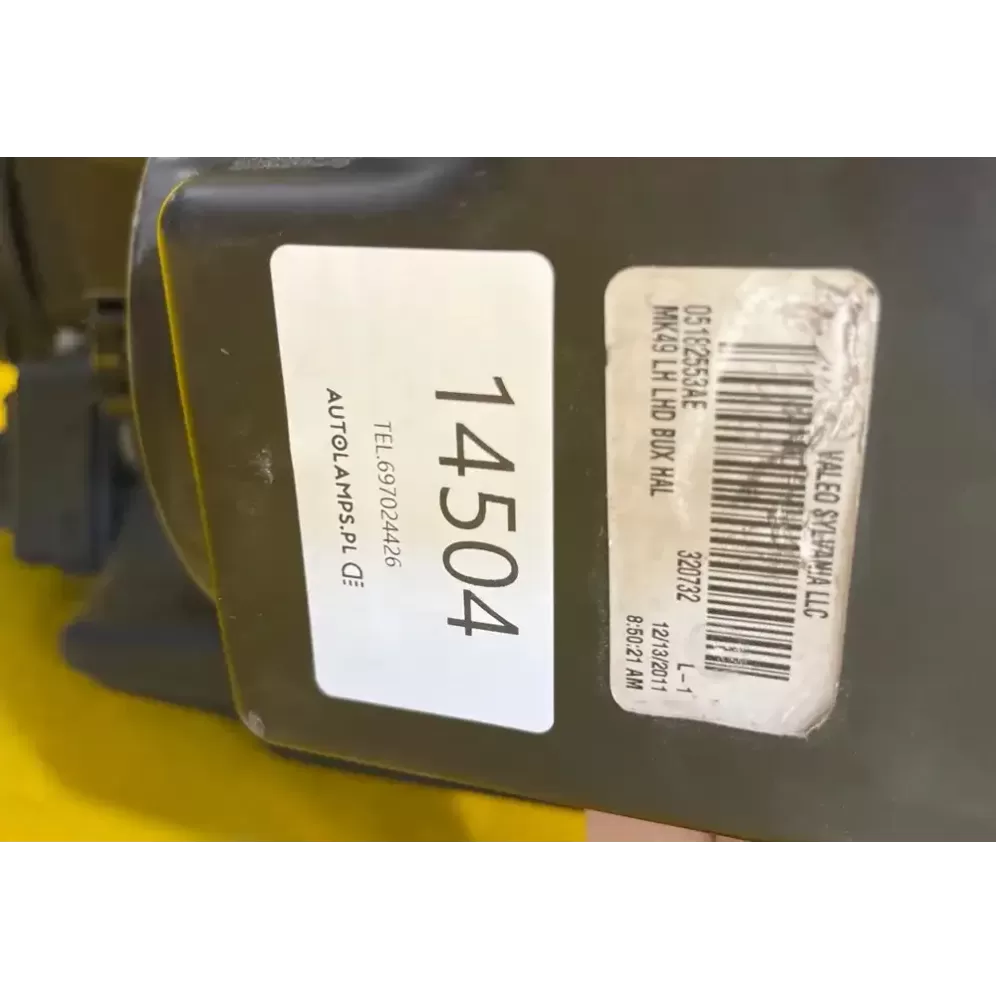 14504
TEL.697024426
AUTOLAMPS.PL
VALEO SYLVANIA LLC
L-1
05182553AE
320732
12/13/2011
MK49 LH LHD BUX HAL
8:50:21 AM